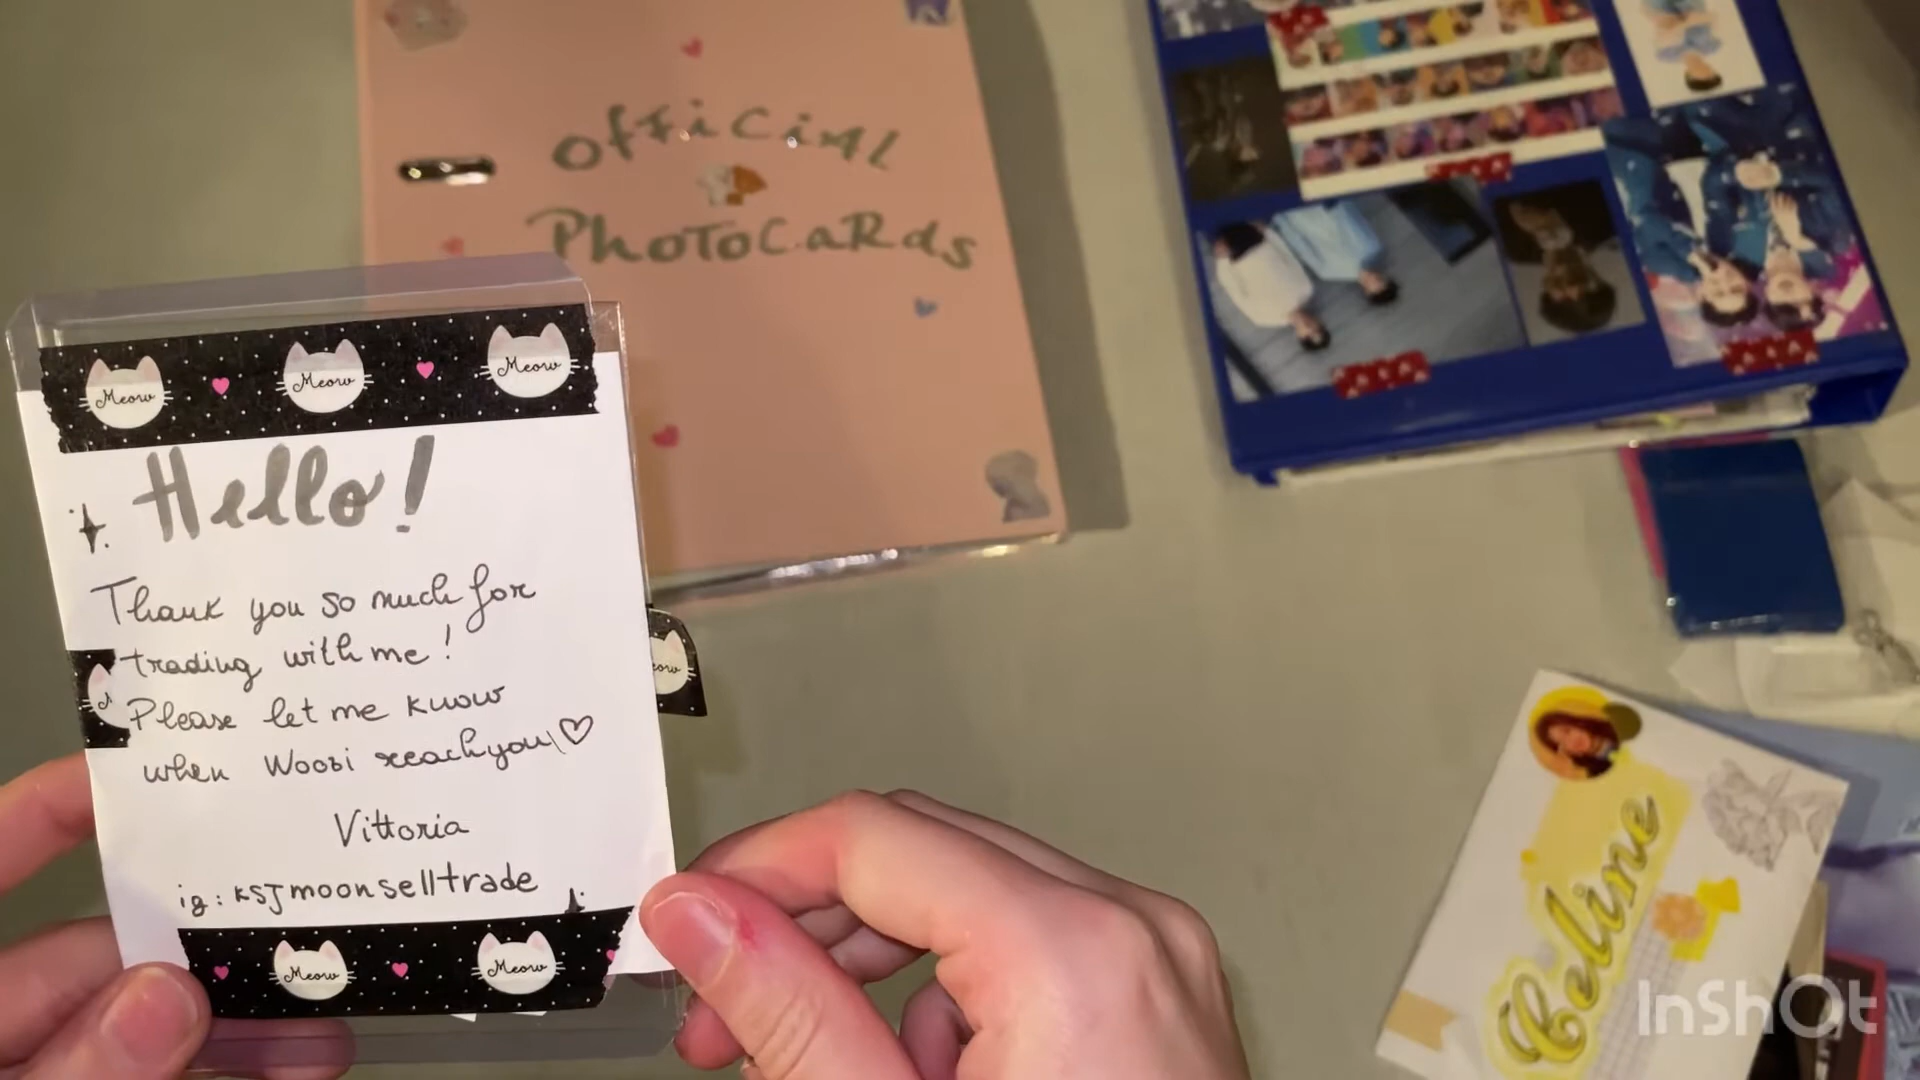 OFFiCiAl
PHoToCaRds
Meow Meow Meow
Hello!
Thank you so much for
trading with me!
Please let me know
when Woozi reach you ♡
Vittoria
ig: KSJmoonselltrade
Meow Meow
Celine
InShOt